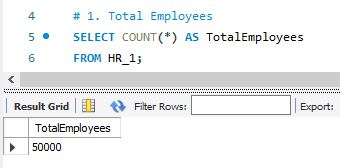 4 # 1. Total Employees
5 SELECT COUNT(*) AS TotalEmployees
6 FROM HR_1;
Result Grid Filter Rows: Export:
TotalEmployees
50000